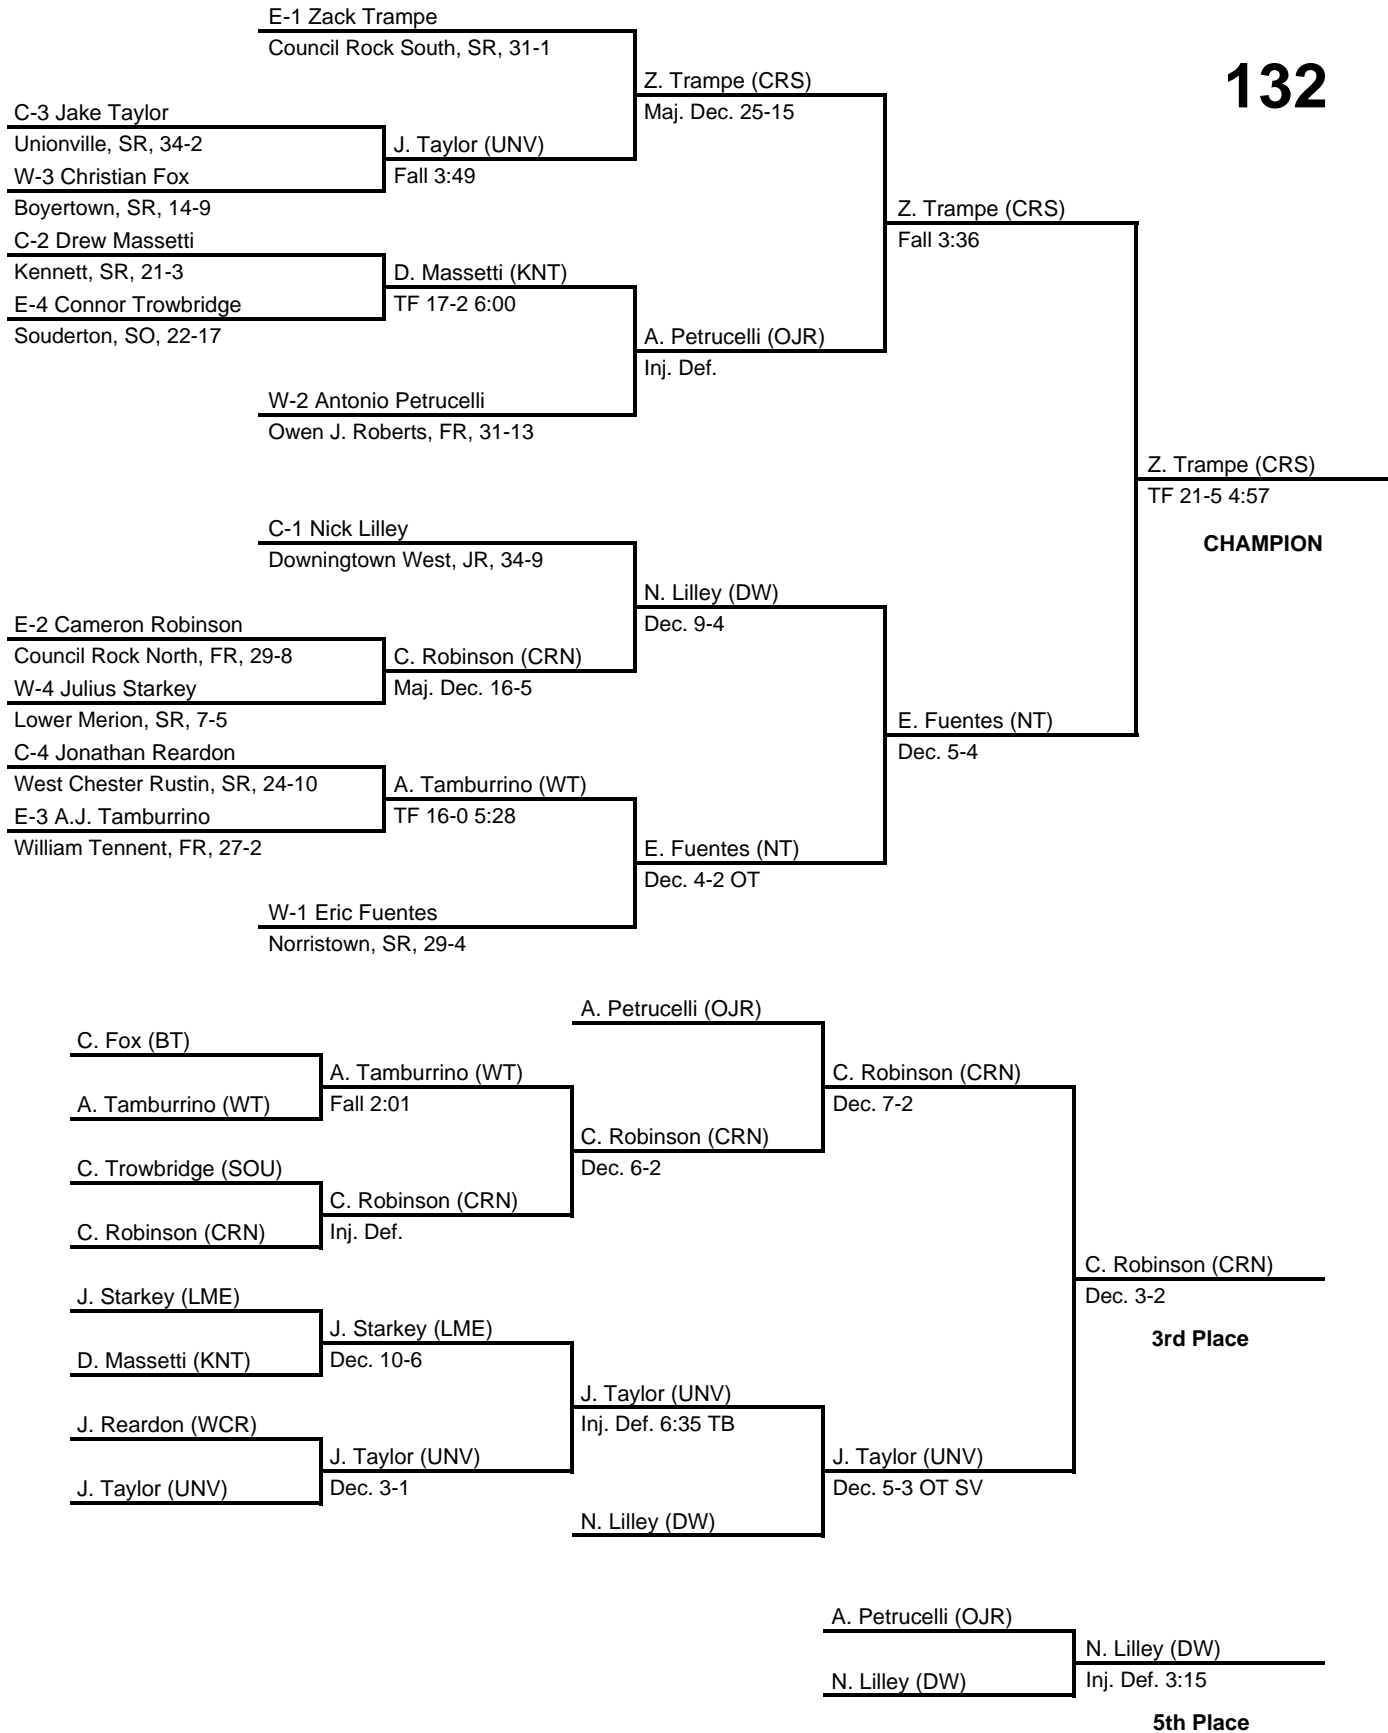 E-1 Zack Trampe
Council Rock South, SR, 31-1
132
Z. Trampe (CRS)
Maj. Dec. 25-15
C-3 Jake Taylor
Unionville, SR, 34-2
J. Taylor (UNV)
Fall 3:49
W-3 Christian Fox
Boyertown, SR, 14-9
Z. Trampe (CRS)
Fall 3:36
C-2 Drew Massetti
Kennett, SR, 21-3
D. Massetti (KNT)
TF 17-2 6:00
E-4 Connor Trowbridge
Souderton, SO, 22-17
A. Petrucelli (OJR)
Inj. Def.
W-2 Antonio Petrucelli
Owen J. Roberts, FR, 31-13
Z. Trampe (CRS)
TF 21-5 4:57
CHAMPION
C-1 Nick Lilley
Downingtown West, JR, 34-9
N. Lilley (DW)
Dec. 9-4
E-2 Cameron Robinson
Council Rock North, FR, 29-8
C. Robinson (CRN)
Maj. Dec. 16-5
W-4 Julius Starkey
Lower Merion, SR, 7-5
E. Fuentes (NT)
Dec. 5-4
C-4 Jonathan Reardon
West Chester Rustin, SR, 24-10
A. Tamburrino (WT)
TF 16-0 5:28
E-3 A.J. Tamburrino
William Tennent, FR, 27-2
E. Fuentes (NT)
Dec. 4-2 OT
W-1 Eric Fuentes
Norristown, SR, 29-4
A. Petrucelli (OJR)
C. Fox (BT)
A. Tamburrino (WT)
Fall 2:01
A. Tamburrino (WT)
C. Robinson (CRN)
Dec. 7-2
C. Robinson (CRN)
Dec. 6-2
C. Trowbridge (SOU)
C. Robinson (CRN)
Inj. Def.
C. Robinson (CRN)
C. Robinson (CRN)
Dec. 3-2
3rd Place
J. Starkey (LME)
J. Starkey (LME)
Dec. 10-6
D. Massetti (KNT)
J. Taylor (UNV)
Inj. Def. 6:35 TB
J. Reardon (WCR)
J. Taylor (UNV)
Dec. 3-1
J. Taylor (UNV)
J. Taylor (UNV)
Dec. 5-3 OT SV
N. Lilley (DW)
A. Petrucelli (OJR)
N. Lilley (DW)
Inj. Def. 3:15
N. Lilley (DW)
5th Place